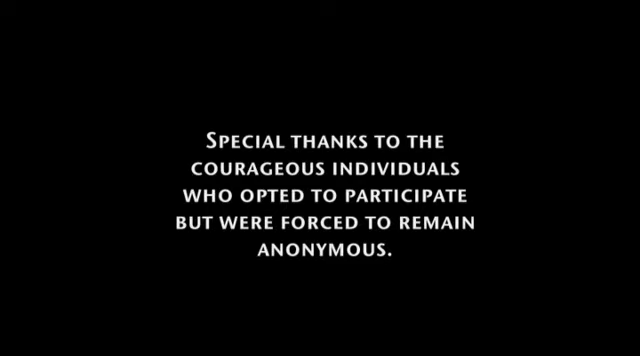 Special thanks to the
courageous individuals
who opted to participate
but were forced to remain
anonymous.